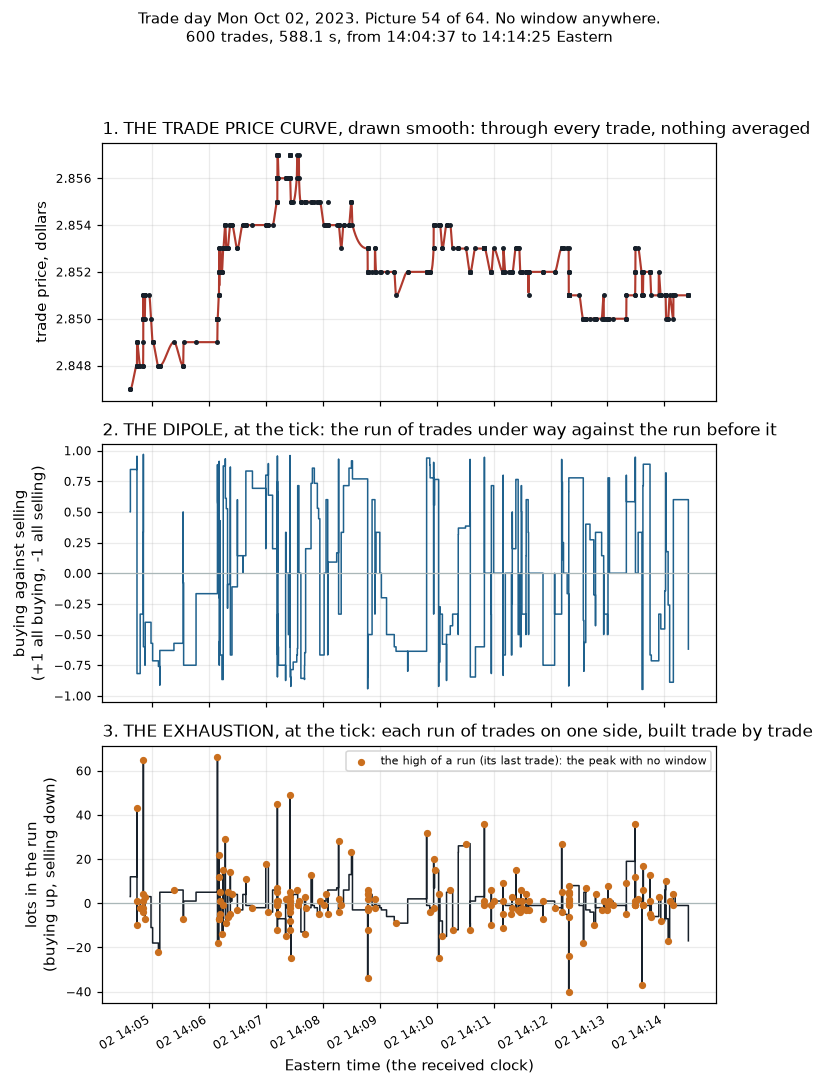 Trade day Mon Oct 02, 2023. Picture 54 of 64. No window anywhere.
600 trades, 588.1 s, from 14:04:37 to 14:14:25 Eastern
1. THE TRADE PRICE CURVE, drawn smooth: through every trade, nothing averaged
trade price, dollars
2.856
2.854
2.852
2.850
2.848
2. THE DIPOLE, at the tick: the run of trades under way against the run before it
buying against selling
(+1 all buying, -1 all selling)
1.00
0.75
0.50
0.25
0.00
−0.25
−0.50
−0.75
−1.00
3. THE EXHAUSTION, at the tick: each run of trades on one side, built trade by trade
the high of a run (its last trade): the peak with no window
lots in the run
(buying up, selling down)
60
40
20
0
−20
−40
02 14:05
02 14:06
02 14:07
02 14:08
02 14:09
02 14:10
02 14:11
02 14:12
02 14:13
02 14:14
Eastern time (the received clock)